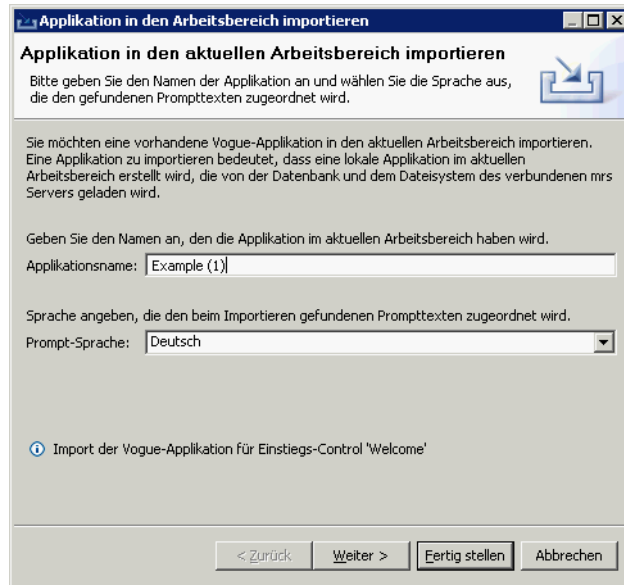 Applikation in den Arbeitsbereich importieren
Applikation in den aktuellen Arbeitsbereich importieren
Bitte geben Sie den Namen der Applikation an und wählen Sie die Sprache aus,
die den gefundenen Prompttexten zugeordnet wird.
Sie möchten eine vorhandene Vogue-Applikation in den aktuellen Arbeitsbereich importieren.
Eine Applikation zu importieren bedeutet, dass eine lokale Applikation im aktuellen
Arbeitsbereich erstellt wird, die von der Datenbank und dem Dateisystem des verbundenen mrs
Servers geladen wird.
Geben Sie den Namen an, den die Applikation im aktuellen Arbeitsbereich haben wird.
Applikationsname: Example (1)
Sprache angeben, die den beim Importieren gefundenen Prompttexten zugeordnet wird.
Prompt-Sprache: Deutsch
Import der Vogue-Applikation für Einstiegs-Control 'Welcome'
< Zurück Weiter > Fertig stellen Abbrechen